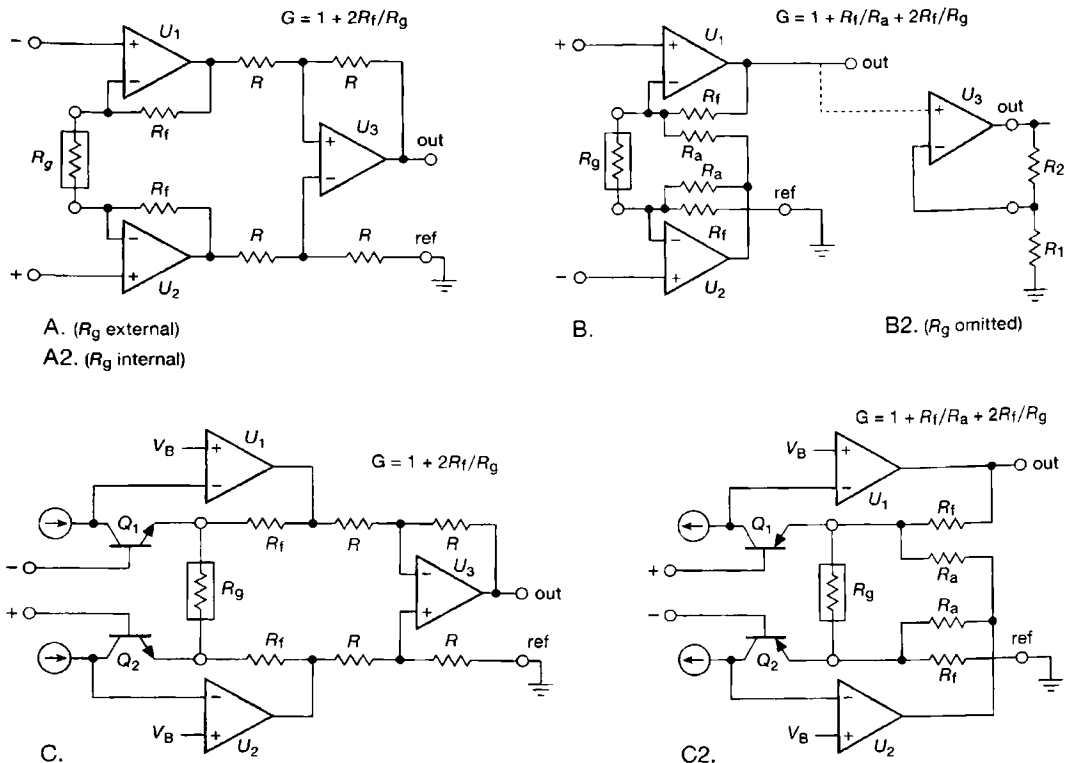 G = 1 + 2Rf/Rg
− U1
+
−
R R
Rf
Rg
U3
+
−
out
Rf
−
+
U2
+
R R
ref
A. (Rg external)
A2. (Rg internal)
G = 1 + Rf/Ra + 2Rf/Rg
+ U1
+
−
out
Rf
Ra
Rg
Ra
Rf
ref
−
+
U2
−
U3
out
+
−
R2
R1
B.
B2. (Rg omitted)
G = 1 + 2Rf/Rg
VB
+
−
U1
Q1
Rf R R
−
Rg
−
+
U3
out
+
Q2
Rf R R
ref
−
+
VB
U2
C.
G = 1 + Rf/Ra + 2Rf/Rg
VB
+
−
U1
out
Q1
Rf
+
Ra
Rg
−
Ra
Q2
Rf
ref
−
+
VB
U2
C2.